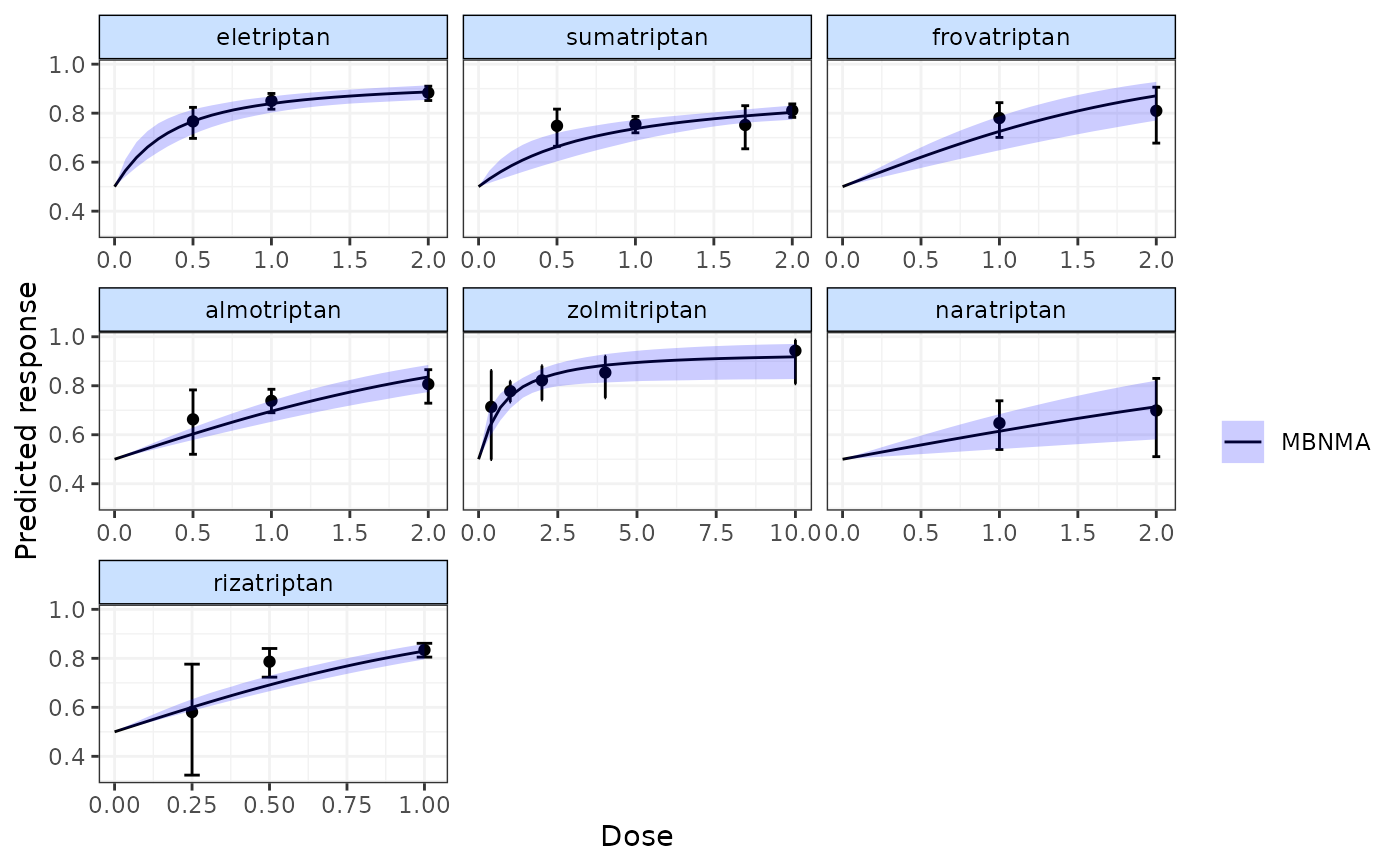 eletriptan sumatriptan frovatriptan
1.0
0.8
0.6
0.4
0.0 0.5 1.0 1.5 2.0 0.0 0.5 1.0 1.5 2.0 0.0 0.5 1.0 1.5 2.0
almotriptan zolmitriptan naratriptan
1.0
0.8
0.6
0.4
0.0 0.5 1.0 1.5 2.0 0.0 2.5 5.0 7.5 10.0 0.0 0.5 1.0 1.5 2.0
rizatriptan
1.0
0.8
0.6
0.4
0.00 0.25 0.50 0.75 1.00
Predicted response
Dose
MBNMA